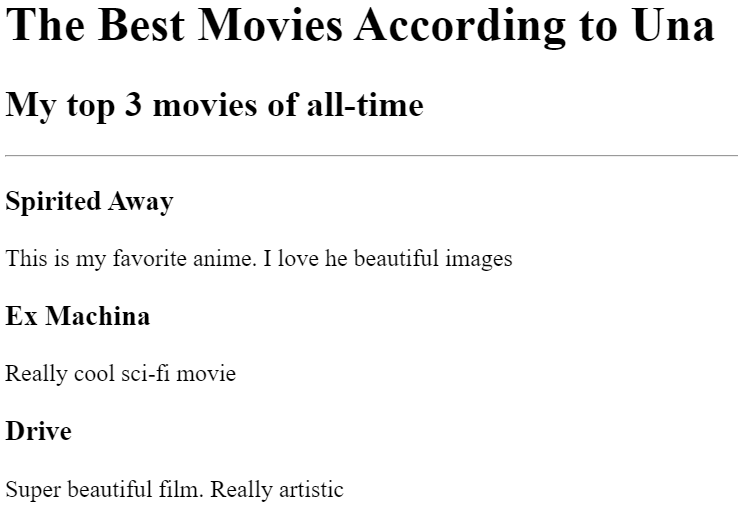 The Best Movies According to Una
My top 3 movies of all-time
Spirited Away
This is my favorite anime. I love he beautiful images
Ex Machina
Really cool sci-fi movie
Drive
Super beautiful film. Really artistic